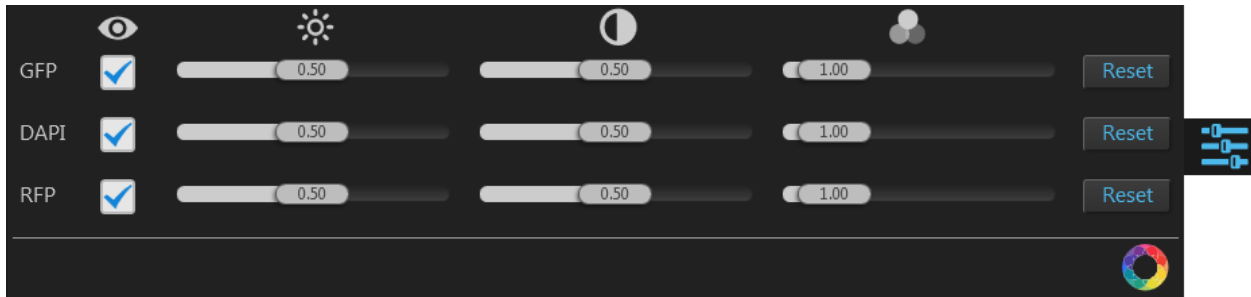 GFP 0.50 0.50 1.00 Reset
DAPI 0.50 0.50 1.00 Reset
RFP 0.50 0.50 1.00 Reset